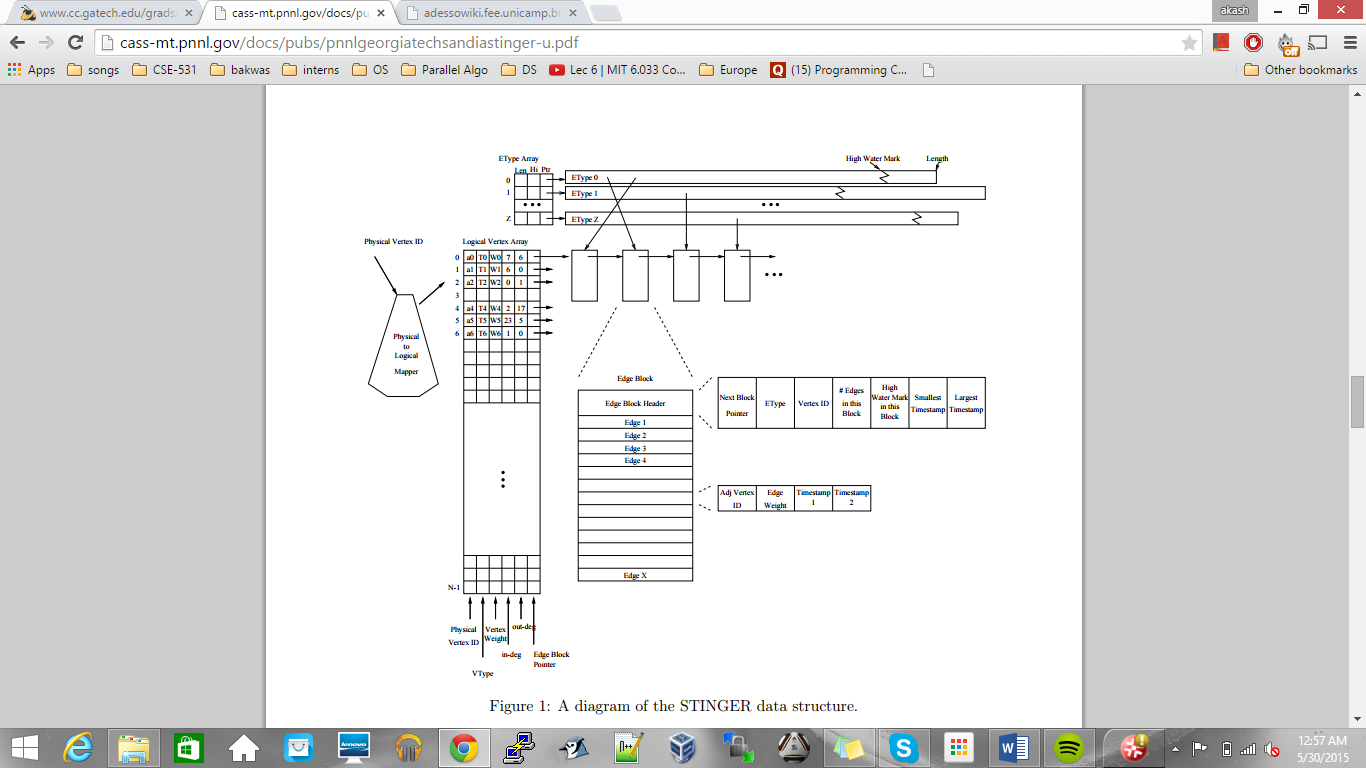 www.cc.gatech.edu/grads
cass-mt.pnnl.gov/docs/pu
adessowiki.fee.unicamp.b
akash
cass-mt.pnnl.gov/docs/pubs/pnnlgeorgiatechsandiastinger-u.pdf
Apps songs CSE-531 bakwas interns OS Parallel Algo DS Lec 6 | MIT 6.033 Co... Europe (15) Programming C... Other bookmarks
off
EType Array
Len Hi Ptr
High Water Mark Length
0 EType 0
1 EType 1
Z EType Z
Physical Vertex ID
Logical Vertex Array
0 a0 T0 W0 7 6
1 a1 T1 W1 6 0
2 a2 T2 W2 0 1
3
4 a4 T4 W4 2 17
5 a5 T5 W5 23 5
6 a6 T6 W6 1 0
N-1
Physical
to
Logical
Mapper
Edge Block
Edge Block Header
Edge 1
Edge 2
Edge 3
Edge 4
Edge X
Next Block
Pointer
EType
Vertex ID
# Edges
in this
Block
High
Water Mark
in this
Block
Smallest
Timestamp
Largest
Timestamp
Adj Vertex
ID
Edge
Weight
Timestamp
1
Timestamp
2
Physical
Vertex ID
VType
Vertex
Weight
in-deg
out-deg
Edge Block
Pointer
Figure 1: A diagram of the STINGER data structure.
lenovo
12:57 AM
5/30/2015